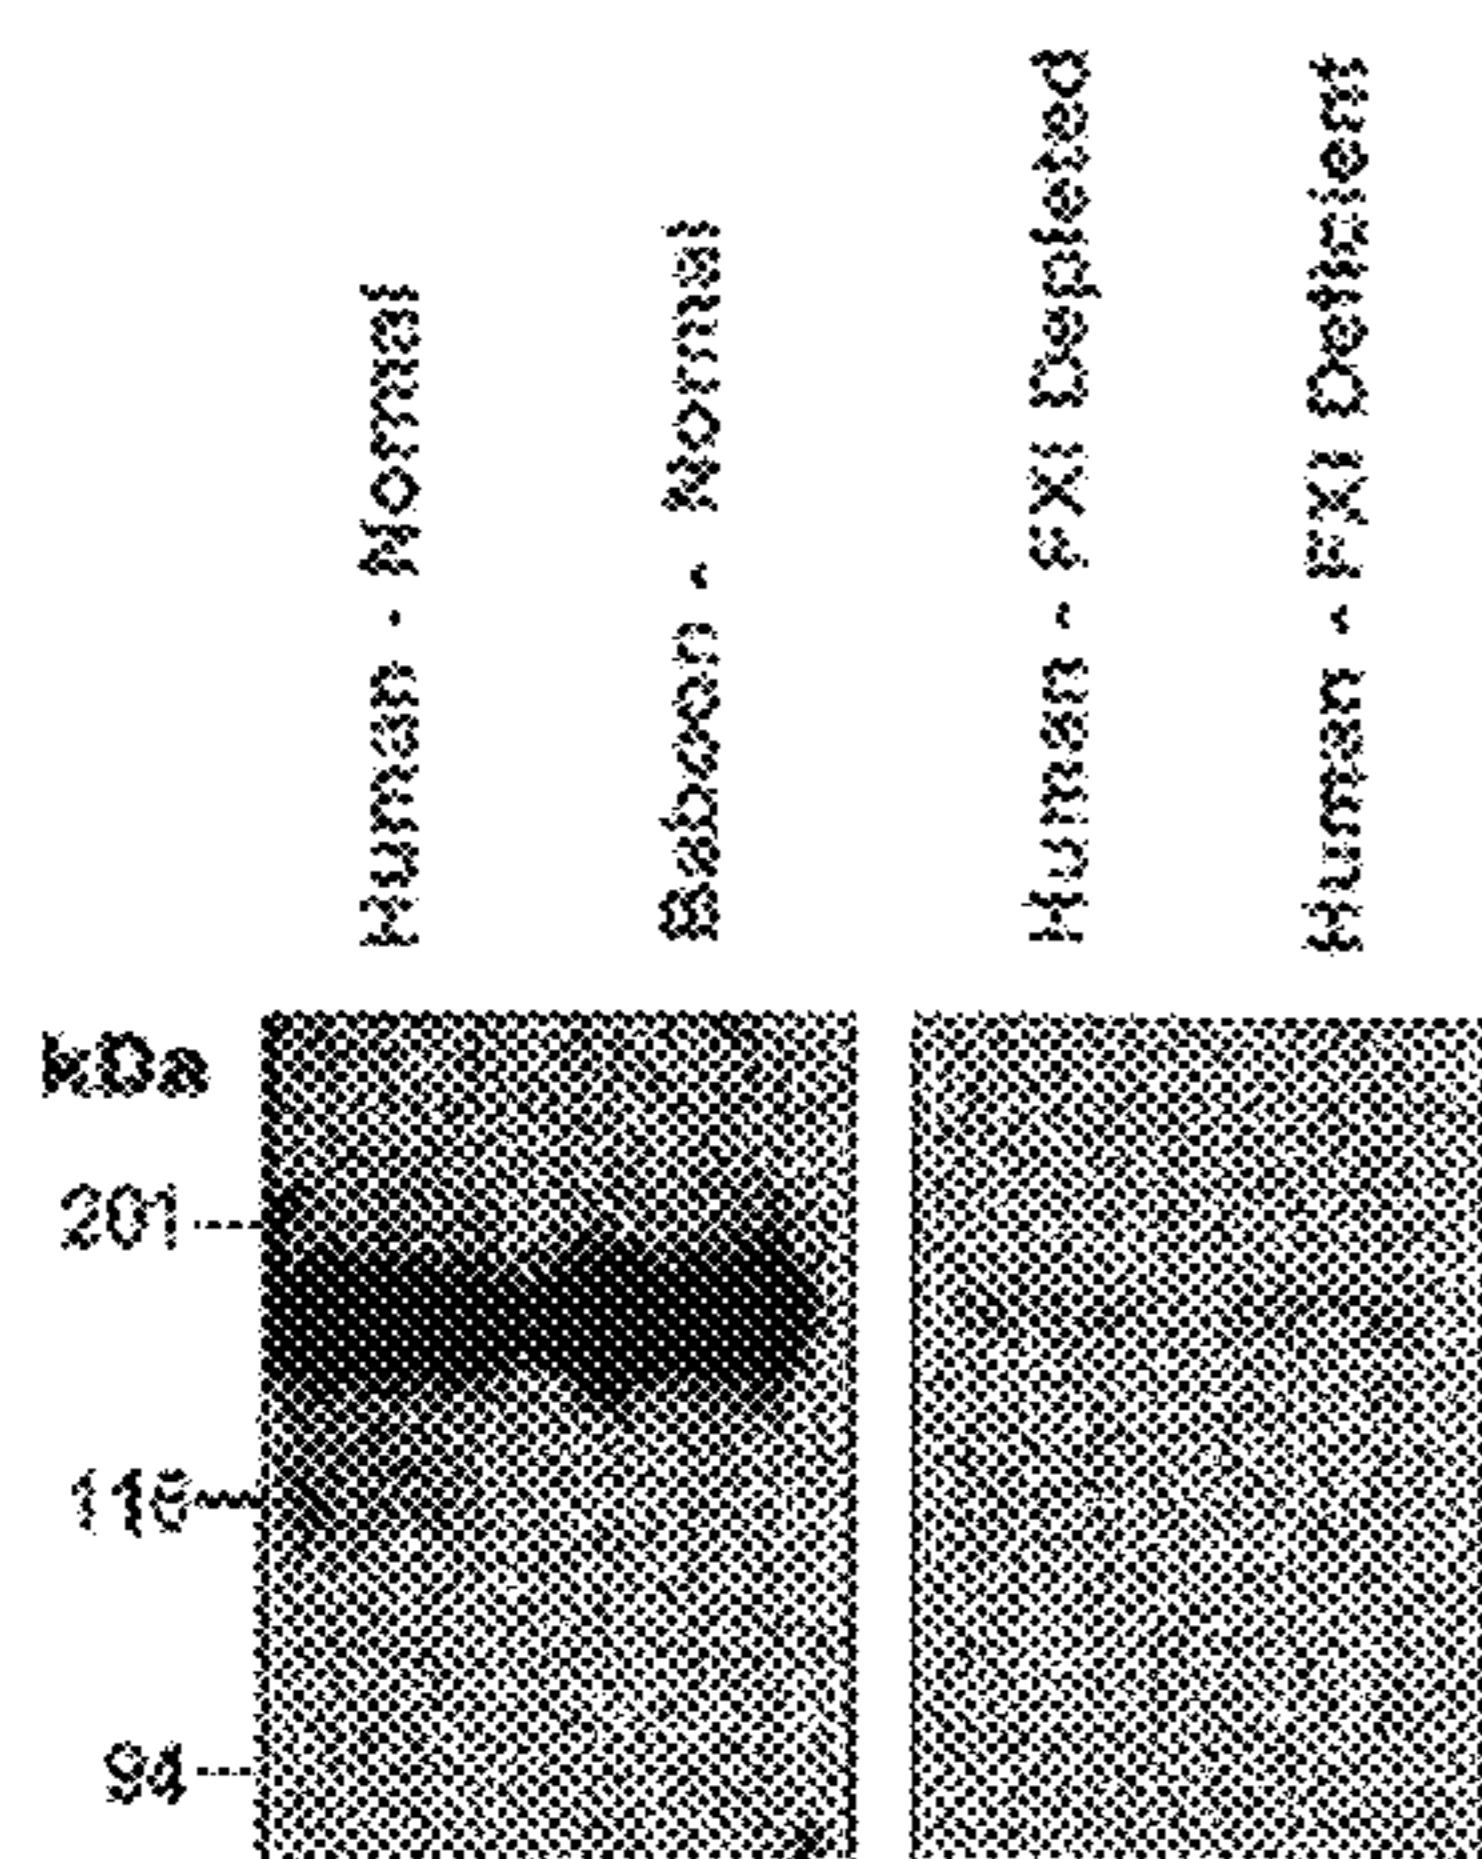 Human - Normal
Baboon - Normal
Human - FXI Depleted
Human - FXI Deficient
kDa
201
116
94